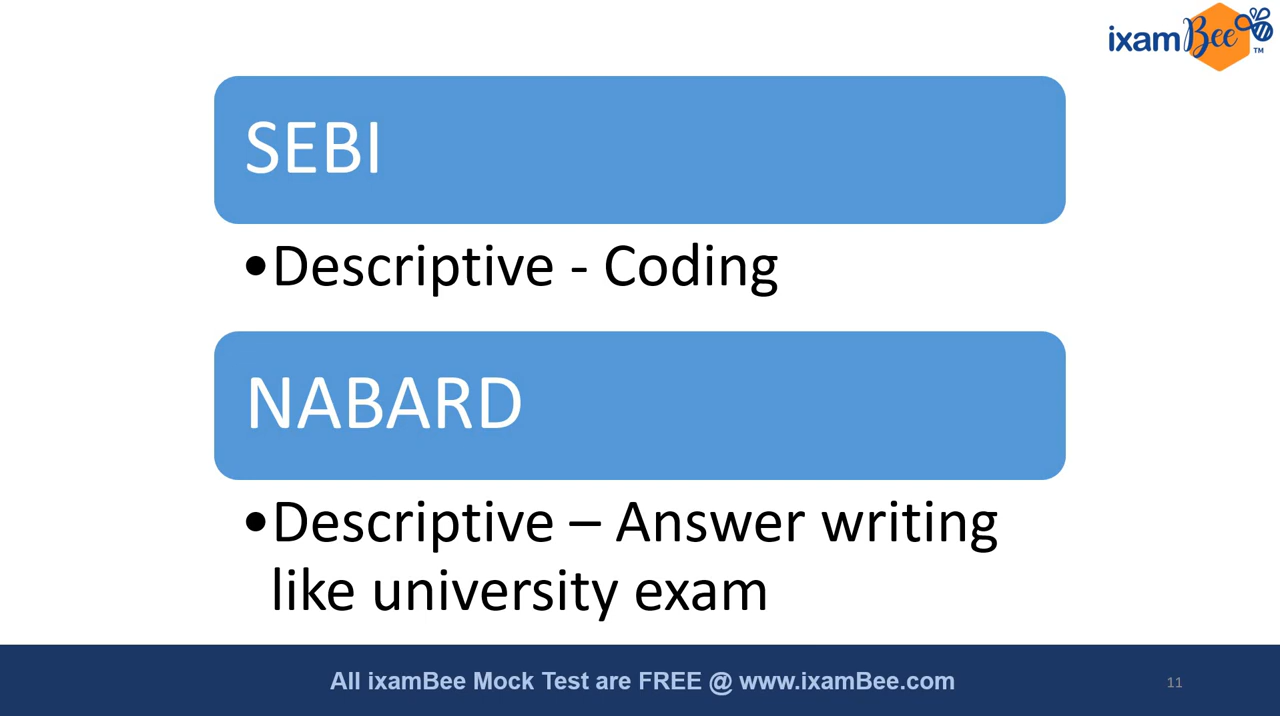 ixamBee™
SEBI
•Descriptive - Coding
NABARD
•Descriptive – Answer writing
like university exam
All ixamBee Mock Test are FREE @ www.ixamBee.com
11